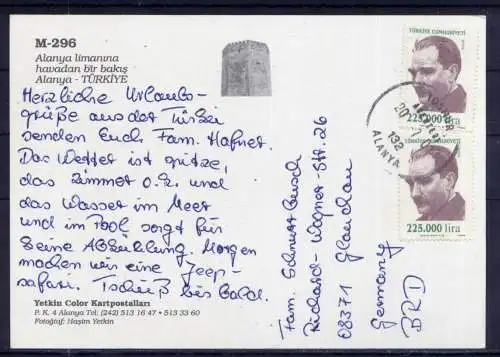 M-296
Alanya limanına
havadan bir bakış
Alanya - TÜRKİYE
Herzliche Urlaubs-
grüße aus der Türkei
senden Euch Fam. Hafner.
Das Wetter ist spitze,
das Zimmer o.k. und
das Wasser im Meer
und im Pool sorgt für
seine Abkühlung. Morgen
machen wir eine Jeep-
safari. Tschüß bis bald.
Yetkin Color Kartpostalları
P. K. 4 Alanya Tel: (242) 513 16 47 • 513 33 60
Fotoğraf: Haşim Yetkin
Fam. Schnurrbusch
Richard-Wagner-Str. 26
08371 Glauchau
Germany
BRD
TÜRKİYE CUMHURİYETİ
225.000 lira
TÜRKİYE CUMHURİYETİ
225.000 lira
132
ALANYA